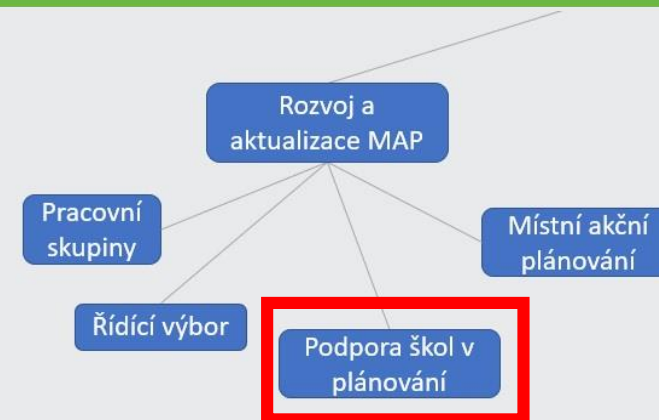 Rozvoj a
aktualizace MAP
Pracovní
skupiny
Místní akční
plánování
Řídící výbor
Podpora škol v
plánování